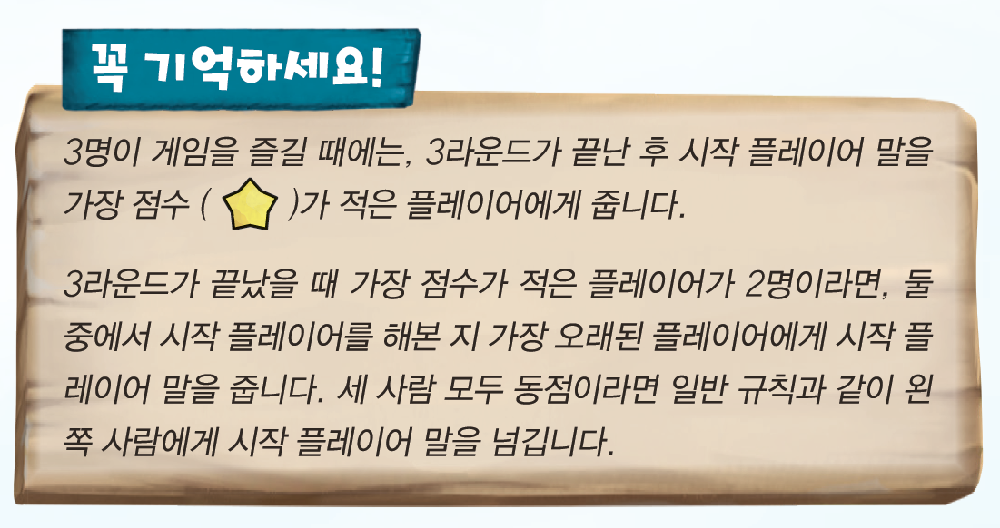 꼭 기억하세요!
3명이 게임을 즐길 때에는, 3라운드가 끝난 후 시작 플레이어 말을
가장 점수 ( )가 적은 플레이어에게 줍니다.
3라운드가 끝났을 때 가장 점수가 적은 플레이어가 2명이라면, 둘
중에서 시작 플레이어를 해본 지 가장 오래된 플레이어에게 시작 플
레이어 말을 줍니다. 세 사람 모두 동점이라면 일반 규칙과 같이 왼
쪽 사람에게 시작 플레이어 말을 넘깁니다.